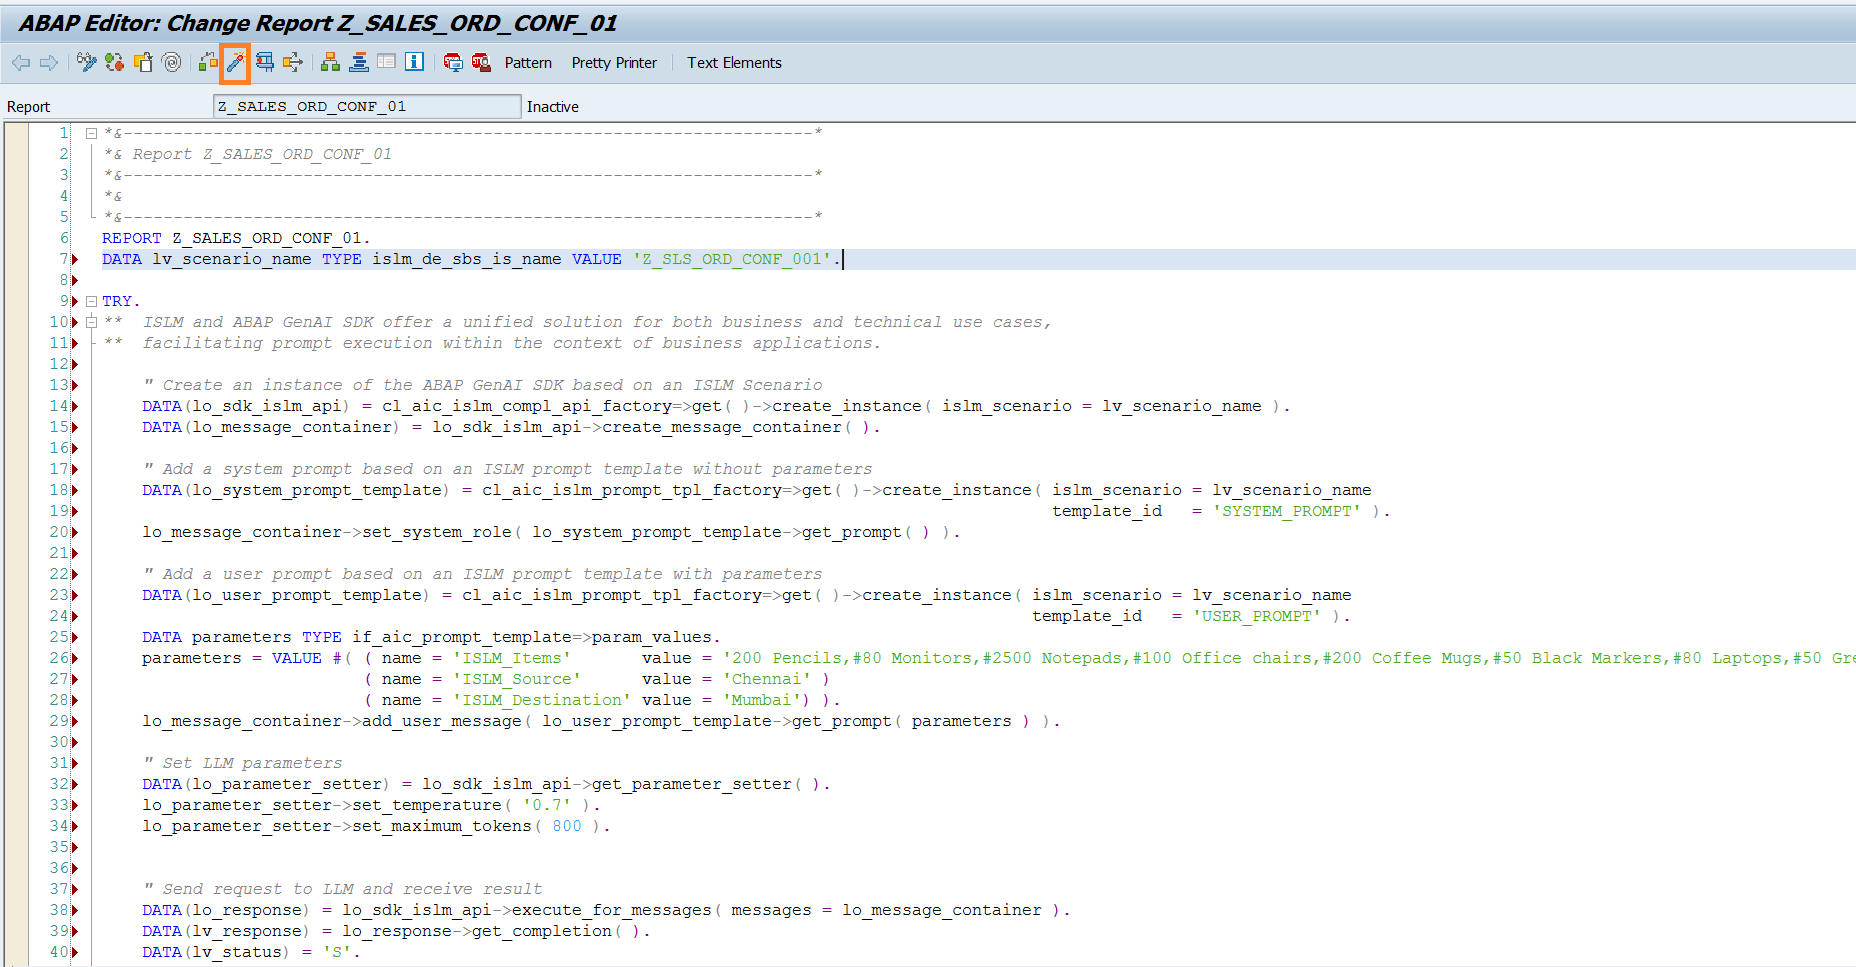 ABAP Editor: Change Report Z_SALES_ORD_CONF_01
Pattern Pretty Printer Text Elements
Report Z_SALES_ORD_CONF_01 Inactive
1 *&---------------------------------------------------------------------*
2 *& Report Z_SALES_ORD_CONF_01
3 *&---------------------------------------------------------------------*
4 *&
5 *&---------------------------------------------------------------------*
6 REPORT Z_SALES_ORD_CONF_01.
7 DATA lv_scenario_name TYPE islm_de_sbs_is_name VALUE 'Z_SLS_ORD_CONF_001'.
8
9 TRY.
10 **  ISLM and ABAP GenAI SDK offer a unified solution for both business and technical use cases,
11 **  facilitating prompt execution within the context of business applications.
12
13     " Create an instance of the ABAP GenAI SDK based on an ISLM Scenario
14     DATA(lo_sdk_islm_api) = cl_aic_islm_compl_api_factory=>get( )->create_instance( islm_scenario = lv_scenario_name ).
15     DATA(lo_message_container) = lo_sdk_islm_api->create_message_container( ).
16
17     " Add a system prompt based on an ISLM prompt template without parameters
18     DATA(lo_system_prompt_template) = cl_aic_islm_prompt_tpl_factory=>get( )->create_instance( islm_scenario = lv_scenario_name
19                                                                                                template_id   = 'SYSTEM_PROMPT' ).
20     lo_message_container->set_system_role( lo_system_prompt_template->get_prompt( ) ).
21
22     " Add a user prompt based on an ISLM prompt template with parameters
23     DATA(lo_user_prompt_template) = cl_aic_islm_prompt_tpl_factory=>get( )->create_instance( islm_scenario = lv_scenario_name
24                                                                                              template_id   = 'USER_PROMPT' ).
25     DATA parameters TYPE if_aic_prompt_template=>param_values.
26     parameters = VALUE #( ( name = 'ISLM_Items'       value = '200 Pencils,#80 Monitors,#2500 Notepads,#100 Office chairs,#200 Coffee Mugs,#50 Black Markers,#80 Laptops,#50 Gre
27                           ( name = 'ISLM_Source'      value = 'Chennai' )
28                           ( name = 'ISLM_Destination' value = 'Mumbai') ).
29     lo_message_container->add_user_message( lo_user_prompt_template->get_prompt( parameters ) ).
30
31     " Set LLM parameters
32     DATA(lo_parameter_setter) = lo_sdk_islm_api->get_parameter_setter( ).
33     lo_parameter_setter->set_temperature( '0.7' ).
34     lo_parameter_setter->set_maximum_tokens( 800 ).
35
36
37     " Send request to LLM and receive result
38     DATA(lo_response) = lo_sdk_islm_api->execute_for_messages( messages = lo_message_container ).
39     DATA(lv_response) = lo_response->get_completion( ).
40     DATA(lv_status) = 'S'.